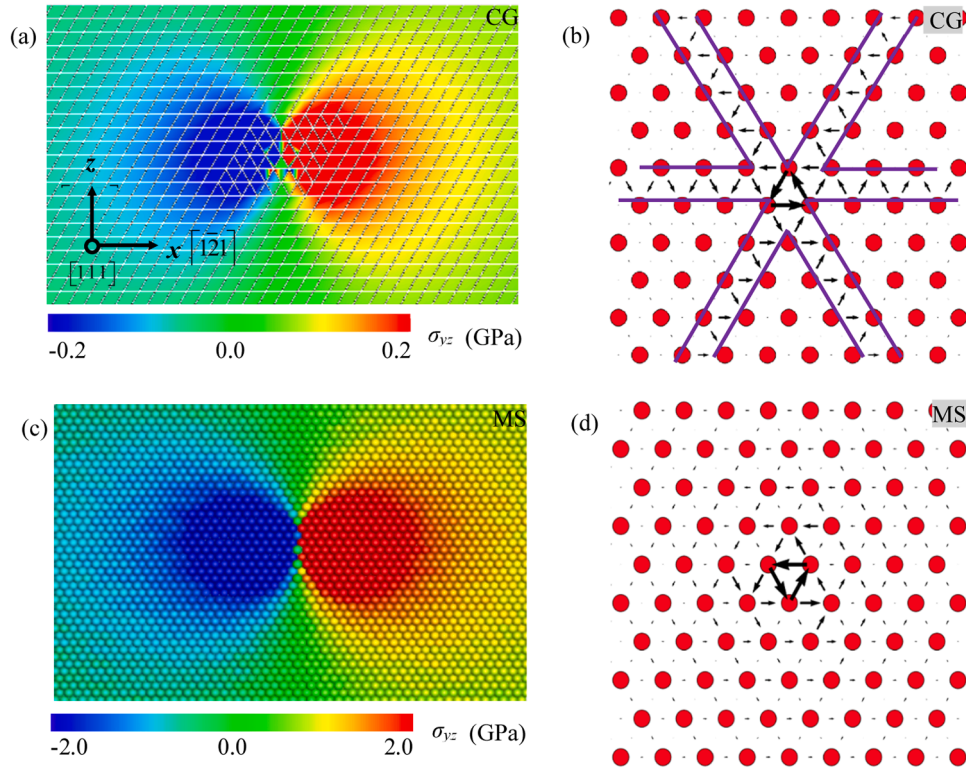 (a)
CG
z
x [1-21]
[111]
-0.2
0.0
0.2
σyz (GPa)
(b)
CG
(c)
MS
-2.0
0.0
2.0
σyz (GPa)
(d)
MS